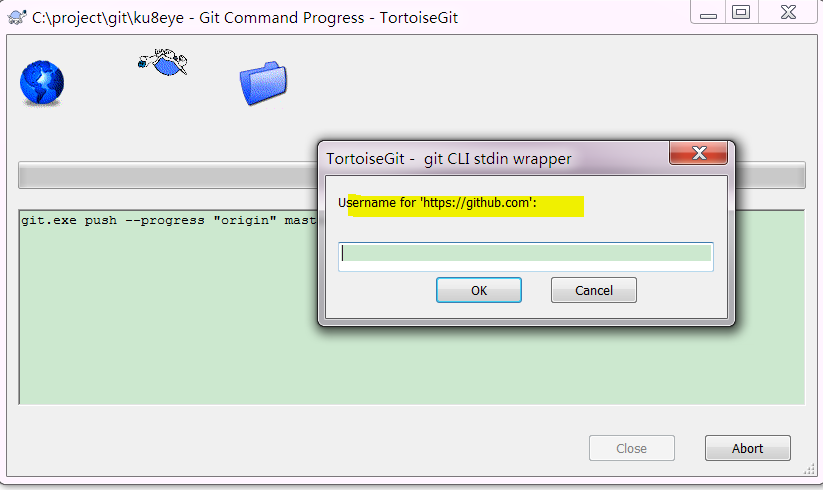 C:\project\git\ku8eye - Git Command Progress - TortoiseGit
TortoiseGit - git CLI stdin wrapper
Username for 'https://github.com':
git.exe push --progress "origin" mast
OK
Cancel
Close
Abort